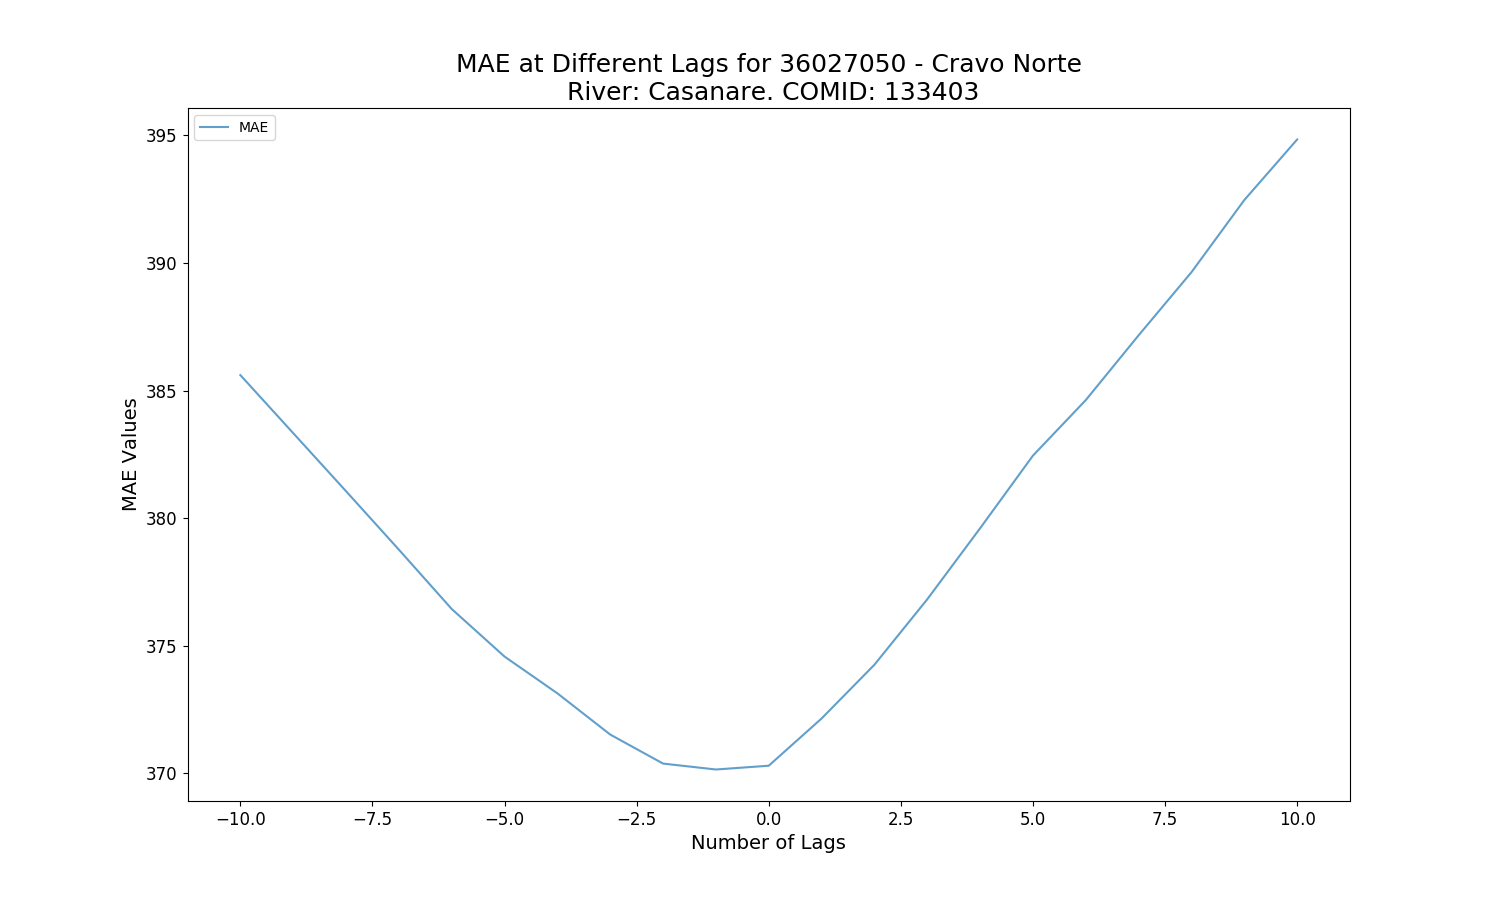 MAE at Different Lags for 36027050 - Cravo Norte
River: Casanare. COMID: 133403
MAE
395
390
385
380
375
370
MAE Values
−10.0 −7.5 −5.0 −2.5 0.0 2.5 5.0 7.5 10.0
Number of Lags